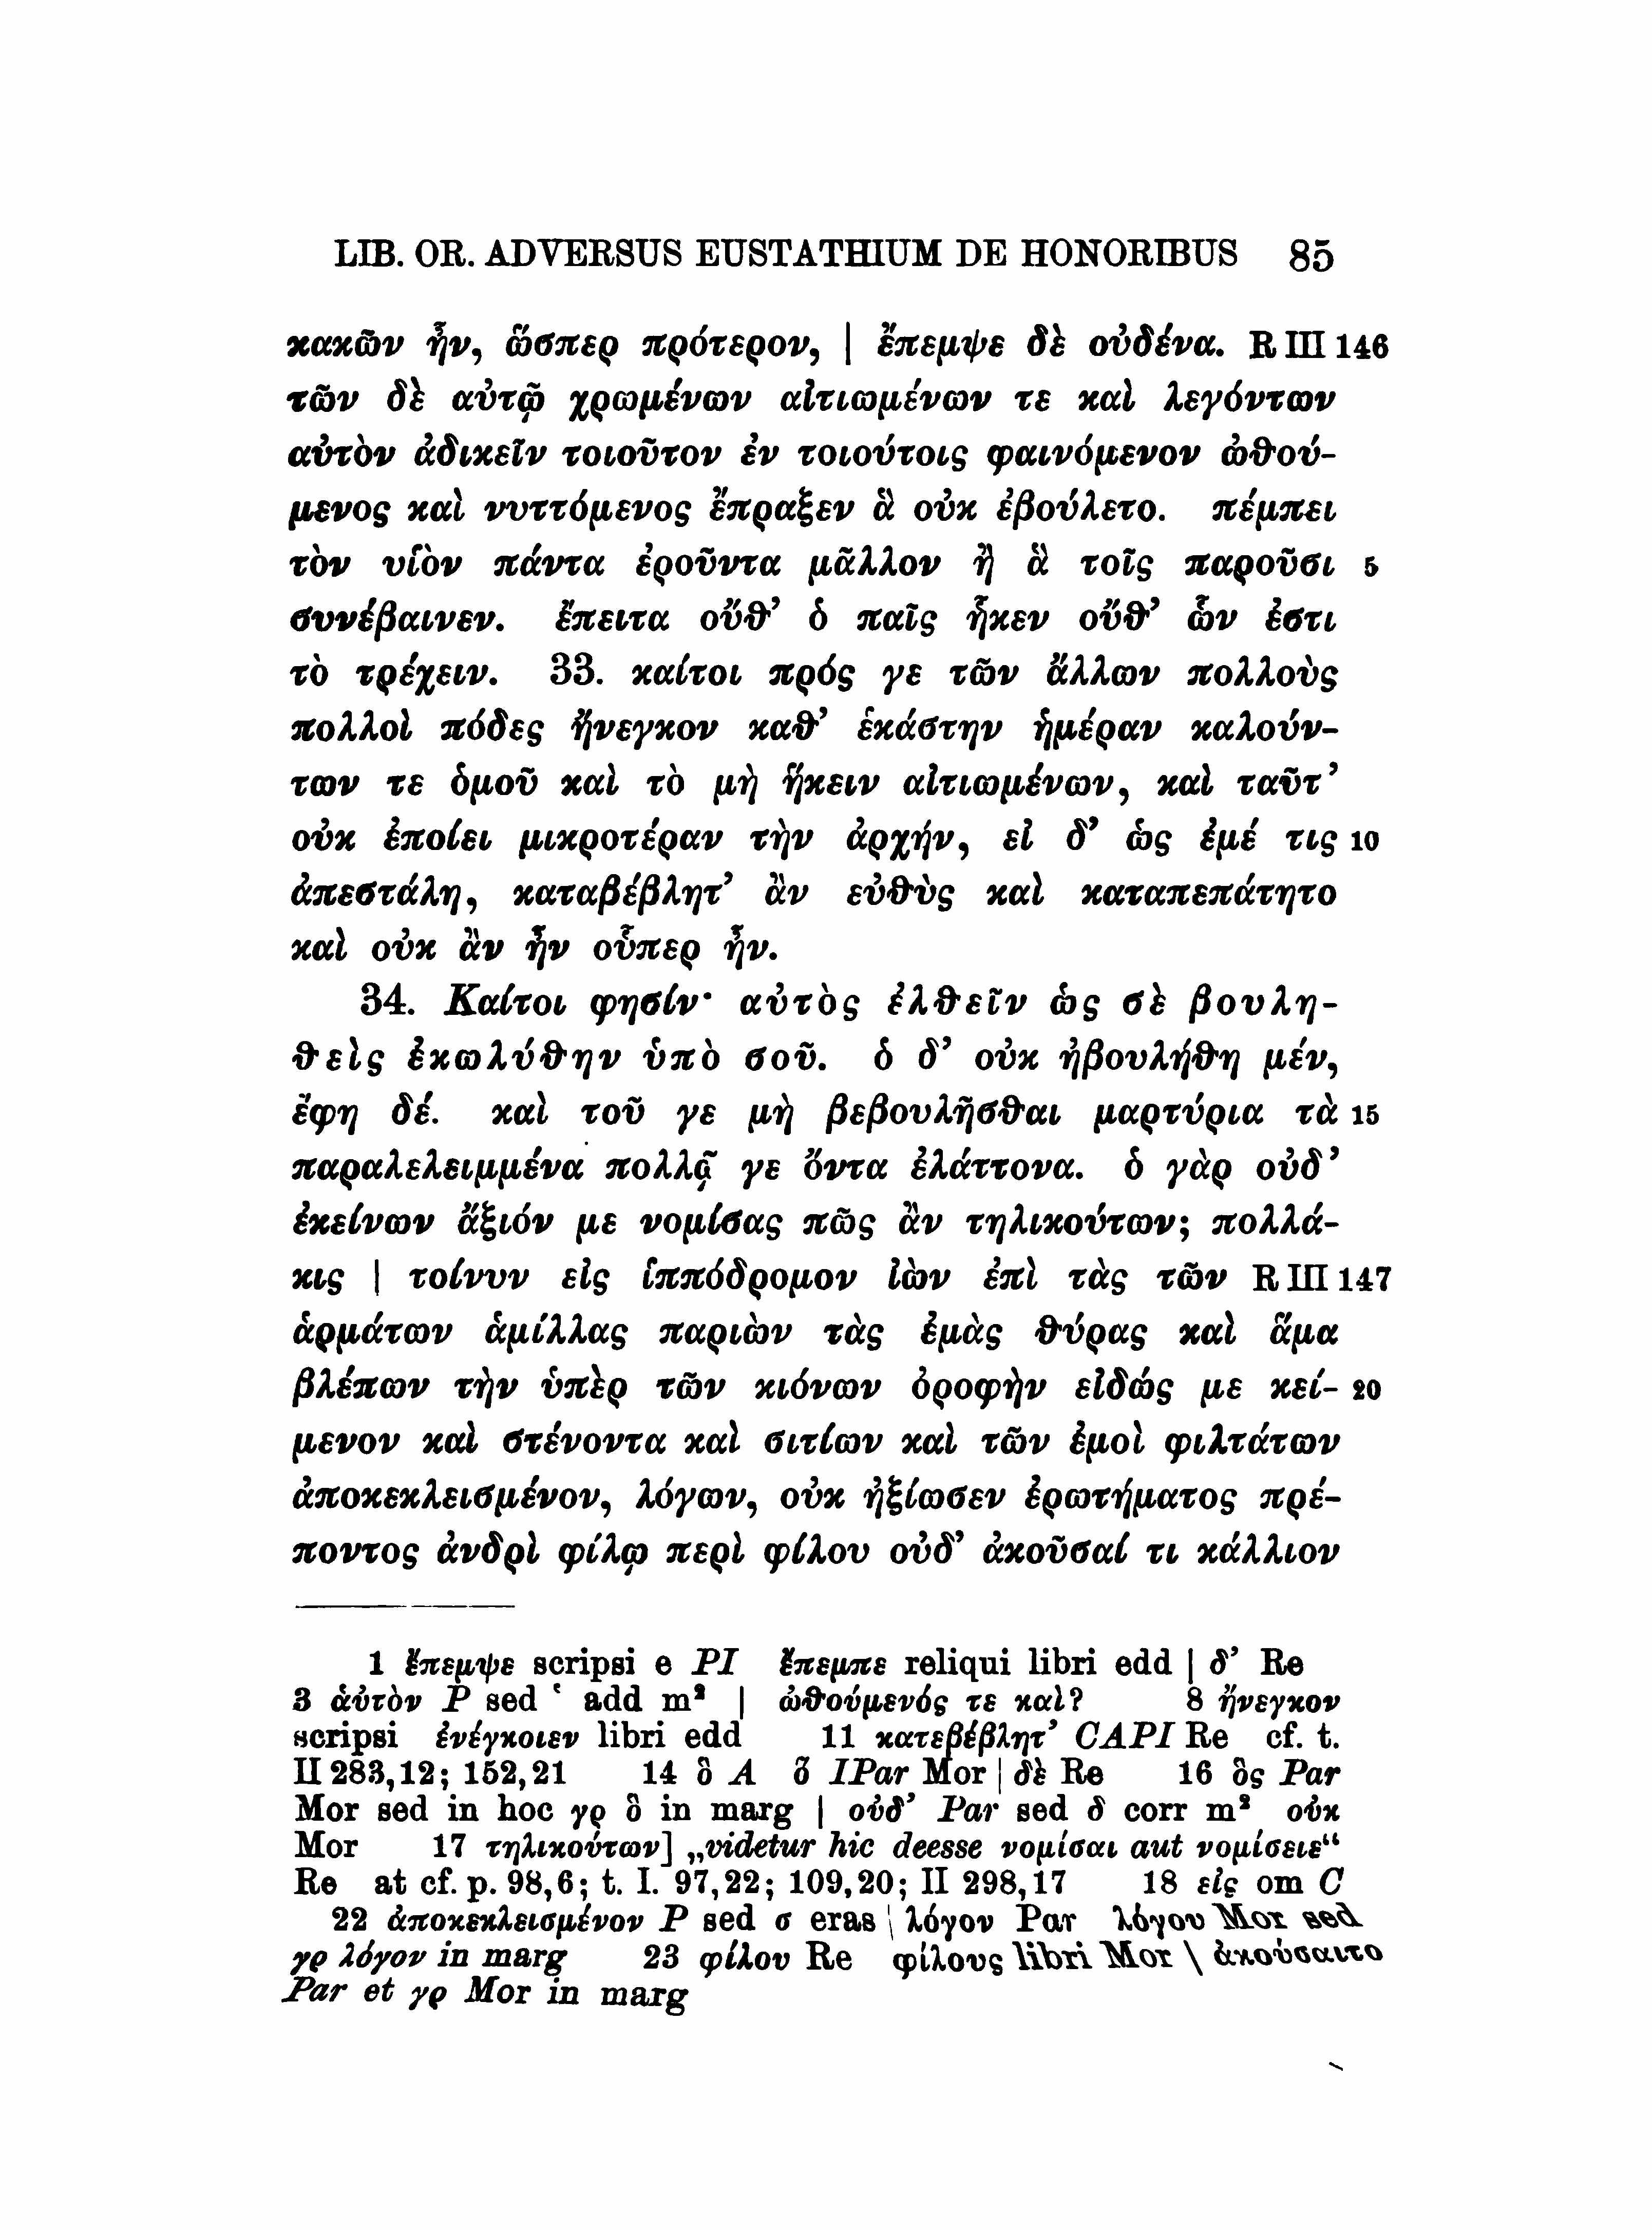 LIB. OR. ADVERSUS EUSTATHIUM DE HONORIBUS 85
κακῶν ἦν, ὥσπερ πρότερον, | ἔπεμψε δὲ οὐδένα. R III 146
τῶν δὲ αὐτῷ χρωμένων αἰτιωμένων τε καὶ λεγόντων
αὐτὸν ἀδικεῖν τοιοῦτον ἐν τοιούτοις φαινόμενον ὠθού-
μενος καὶ νυττόμενος ἔπραξεν ἃ οὐκ ἐβούλετο. πέμπει
τὸν υἱὸν πάντα ἐροῦντα μᾶλλον ἢ ἃ τοῖς παροῦσι 5
συνέβαινεν. ἔπειτα οὔθ’ ὁ παῖς ἧκεν οὔθ’ ὧν ἐστι
τὸ τρέχειν. 33. καίτοι πρός γε τῶν ἄλλων πολλοὺς
πολλοὶ πόδες ἤνεγκον καθ’ ἑκάστην ἡμέραν καλούν-
των τε ὁμοῦ καὶ τὸ μὴ ἥκειν αἰτιωμένων, καὶ ταῦτ’
οὐκ ἐποίει μικροτέραν τὴν ἀρχήν, εἰ δ’ ὡς ἐμέ τις 10
ἀπεστάλη, καταβέβλητ’ ἂν εὐθὺς καὶ καταπεπάτητο
καὶ οὐκ ἂν ἦν οὗπερ ἦν.
34. Καίτοι φησίν· αὐτὸς ἐλθεῖν ὡς σὲ βουλη-
θεὶς ἐκωλύθην ὑπὸ σοῦ. ὁ δ’ οὐκ ἠβουλήθη μέν,
ἔφη δέ. καὶ τοῦ γε μὴ βεβουλῆσθαι μαρτύρια τὰ 15
παραλελειμμένα πολλᾷ γε ὄντα ἐλάττονα. ὁ γὰρ οὐδ’
ἐκείνων ἄξιόν με νομίσας πῶς ἂν τηλικούτων; πολλά-
κις | τοίνυν εἰς ἱππόδρομον ἰὼν ἐπὶ τὰς τῶν R III 147
ἁρμάτων ἁμίλλας παριὼν τὰς ἐμὰς θύρας καὶ ἅμα
βλέπων τὴν ὑπὲρ τῶν κιόνων ὀροφὴν εἰδώς με κεί- 20
μενον καὶ στένοντα καὶ σιτίων καὶ τῶν ἐμοὶ φιλτάτων
ἀποκεκλεισμένον, λόγων, οὐκ ἠξίωσεν ἐρωτήματος πρέ-
ποντος ἀνδρὶ φίλῳ περὶ φίλου οὐδ’ ἀκοῦσαί τι κάλλιον
1 ἔπεμψε scripsi e PI ἔπεμπε reliqui libri edd | δ’ Re
3 ἁὐτὸν P sed ʽ add m² | ὠθούμενός τε καὶ? 8 ἤνεγκον
scripsi ἐνέγκοιεν libri edd 11 κατεβέβλητ’ CAPI Re cf. t.
II 283,12; 152,21 14 ὃ A ὅ IPar Mor | δὲ Re 16 ὃς Par
Mor sed in hoc γρ ὃ in marg | οὐδ’ Par sed δ corr m² οὐκ
Mor 17 τηλικούτων] „videtur hic deesse νομίσαι aut νομίσειε“
Re at cf. p. 98,6; t. I. 97,22; 109,20; II 298,17 18 εἰς om C
22 ἀποκεκλεισμένον P sed σ eras | λόγον Par λόγου Mor sed
γρ λόγον in marg 23 φίλου Re φίλους libri Mor \ ἀκούσαιτο
Par et γρ Mor in marg